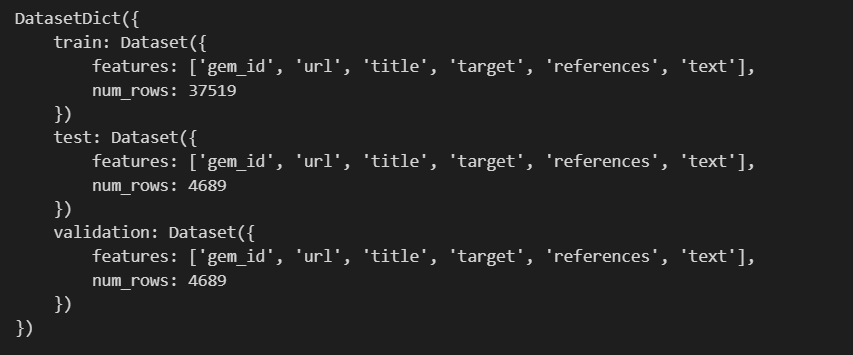 DatasetDict({
    train: Dataset({
        features: ['gem_id', 'url', 'title', 'target', 'references', 'text'],
        num_rows: 37519
    })
    test: Dataset({
        features: ['gem_id', 'url', 'title', 'target', 'references', 'text'],
        num_rows: 4689
    })
    validation: Dataset({
        features: ['gem_id', 'url', 'title', 'target', 'references', 'text'],
        num_rows: 4689
    })
})